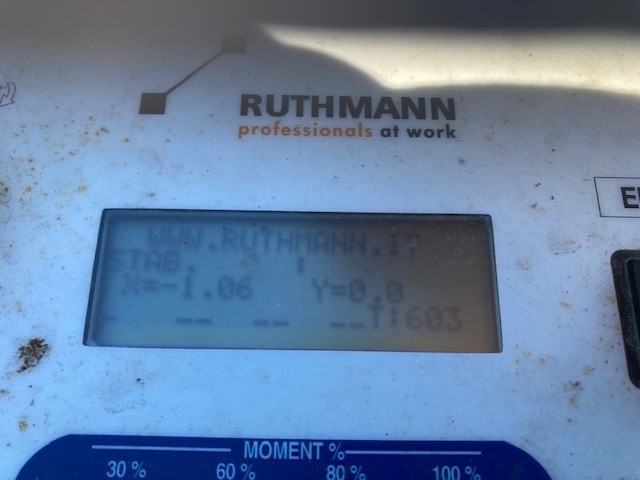 RUTHMANN
professionals at work
WWW.RUTHMANN.IT
STAB. :
X=-1.06 Y=0.0
- -- -- --T:603
MOMENT %
30 % 60 % 80 % 100 %